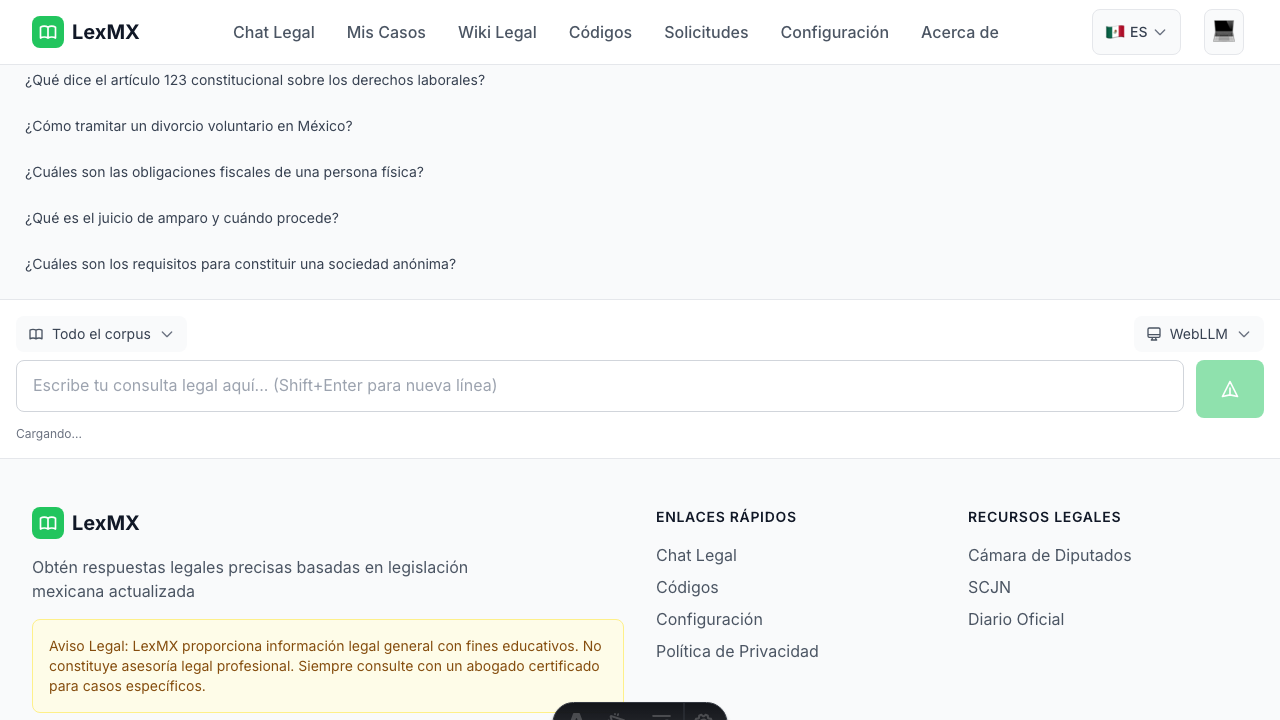 LexMX
Chat Legal
Mis Casos
Wiki Legal
Códigos
Solicitudes
Configuración
Acerca de
ES
¿Qué dice el artículo 123 constitucional sobre los derechos laborales?
¿Cómo tramitar un divorcio voluntario en México?
¿Cuáles son las obligaciones fiscales de una persona física?
¿Qué es el juicio de amparo y cuándo procede?
¿Cuáles son los requisitos para constituir una sociedad anónima?
Todo el corpus
WebLLM
Escribe tu consulta legal aquí... (Shift+Enter para nueva línea)
Cargando...
LexMX
Obtén respuestas legales precisas basadas en legislación
mexicana actualizada
Aviso Legal: LexMX proporciona información legal general con fines educativos. No
constituye asesoría legal profesional. Siempre consulte con un abogado certificado
para casos específicos.
ENLACES RÁPIDOS
Chat Legal
Códigos
Configuración
Política de Privacidad
RECURSOS LEGALES
Cámara de Diputados
SCJN
Diario Oficial